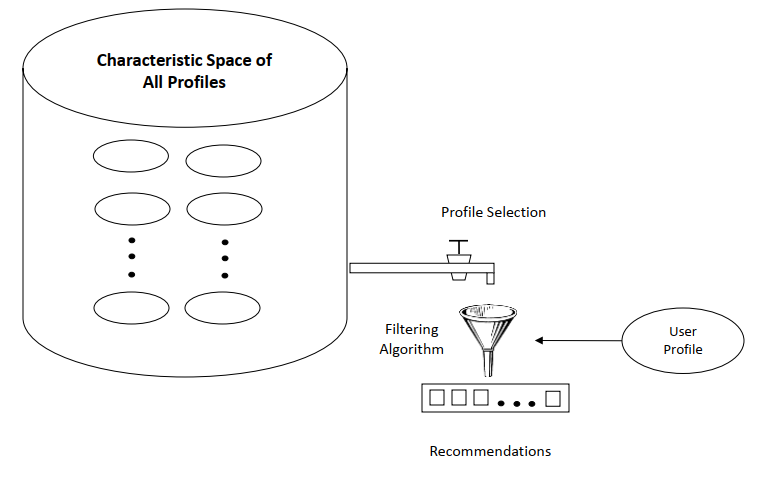 Characteristic Space of
All Profiles
Profile Selection
Filtering
Algorithm
User
Profile
Recommendations